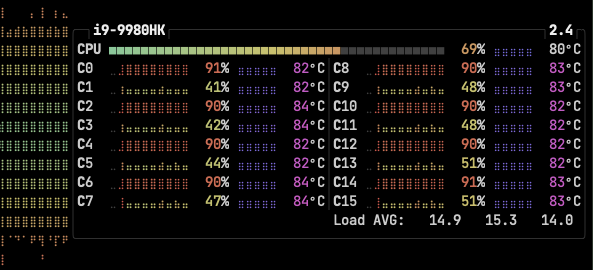 i9-9980HK 2.4
CPU 69% 80°C
C0 91% 82°C C8 90% 83°C
C1 41% 82°C C9 48% 83°C
C2 90% 84°C C10 90% 83°C
C3 42% 84°C C11 48% 82°C
C4 90% 82°C C12 90% 83°C
C5 44% 82°C C13 51% 82°C
C6 90% 84°C C14 91% 83°C
C7 47% 84°C C15 51% 83°C
Load AVG: 14.9 15.3 14.0